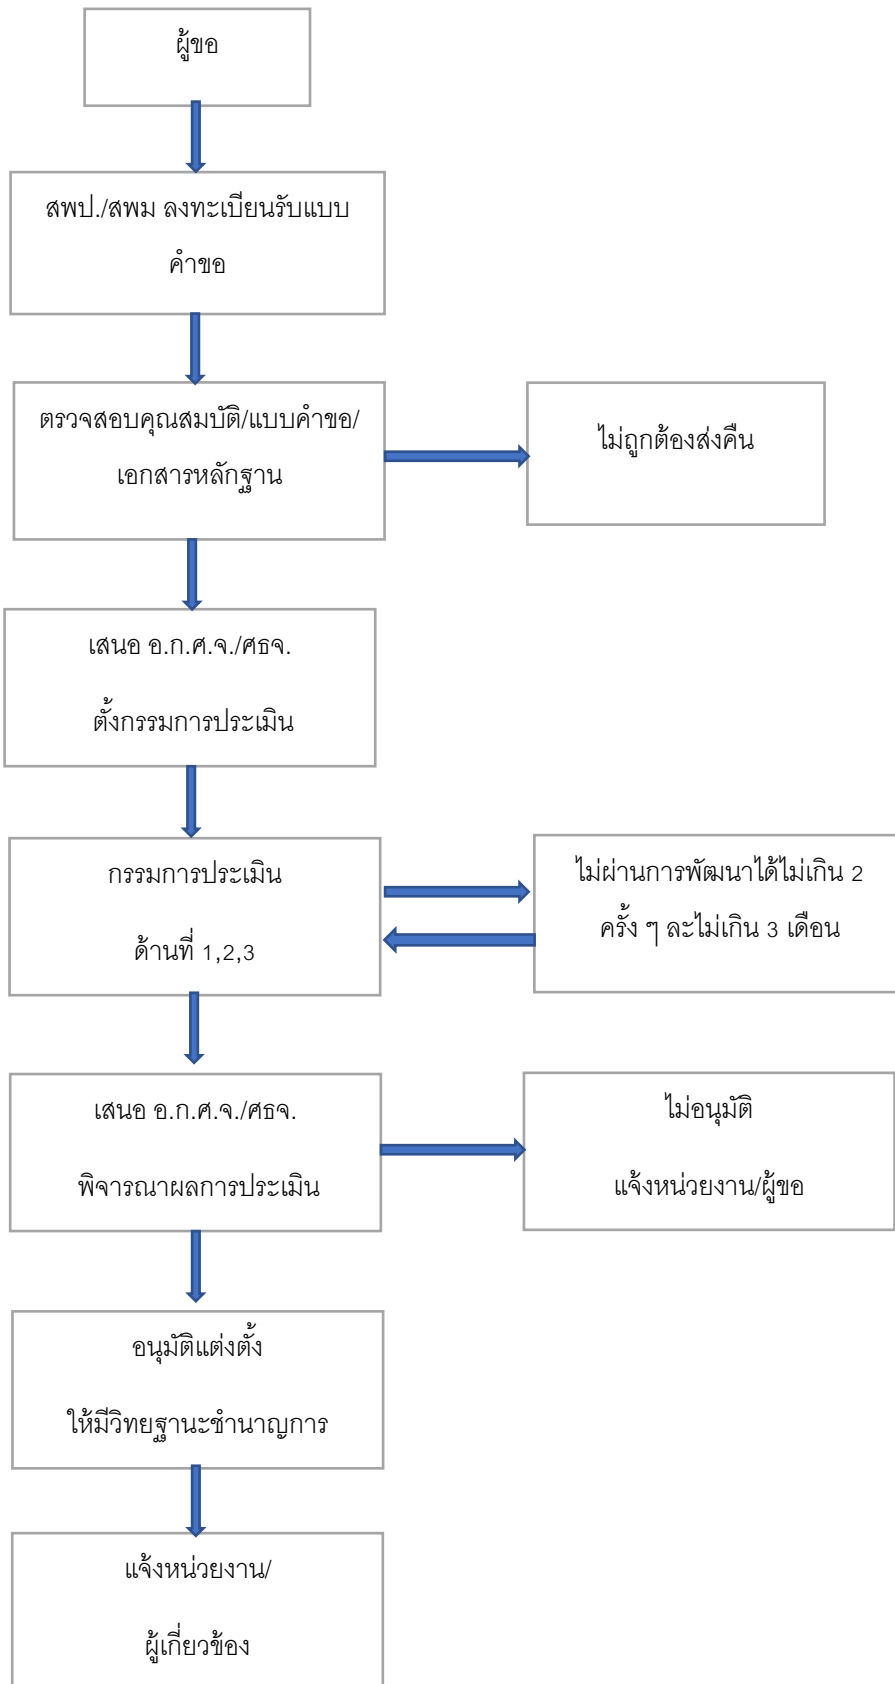 ผู้ขอ
สพป./สพม ลงทะเบียนรับแบบ
คำขอ
ตรวจสอบคุณสมบัติ/แบบคำขอ/
เอกสารหลักฐาน
ไม่ถูกต้องส่งคืน
เสนอ อ.ก.ศ.จ./ศธจ.
ตั้งกรรมการประเมิน
กรรมการประเมิน
ด้านที่ 1,2,3
ไม่ผ่านการพัฒนาได้ไม่เกิน 2
ครั้ง ๆ ละไม่เกิน 3 เดือน
เสนอ อ.ก.ศ.จ./ศธจ.
พิจารณาผลการประเมิน
ไม่อนุมัติ
แจ้งหน่วยงาน/ผู้ขอ
อนุมัติแต่งตั้ง
ให้มีวิทยฐานะชำนาญการ
แจ้งหน่วยงาน/
ผู้เกี่ยวข้อง